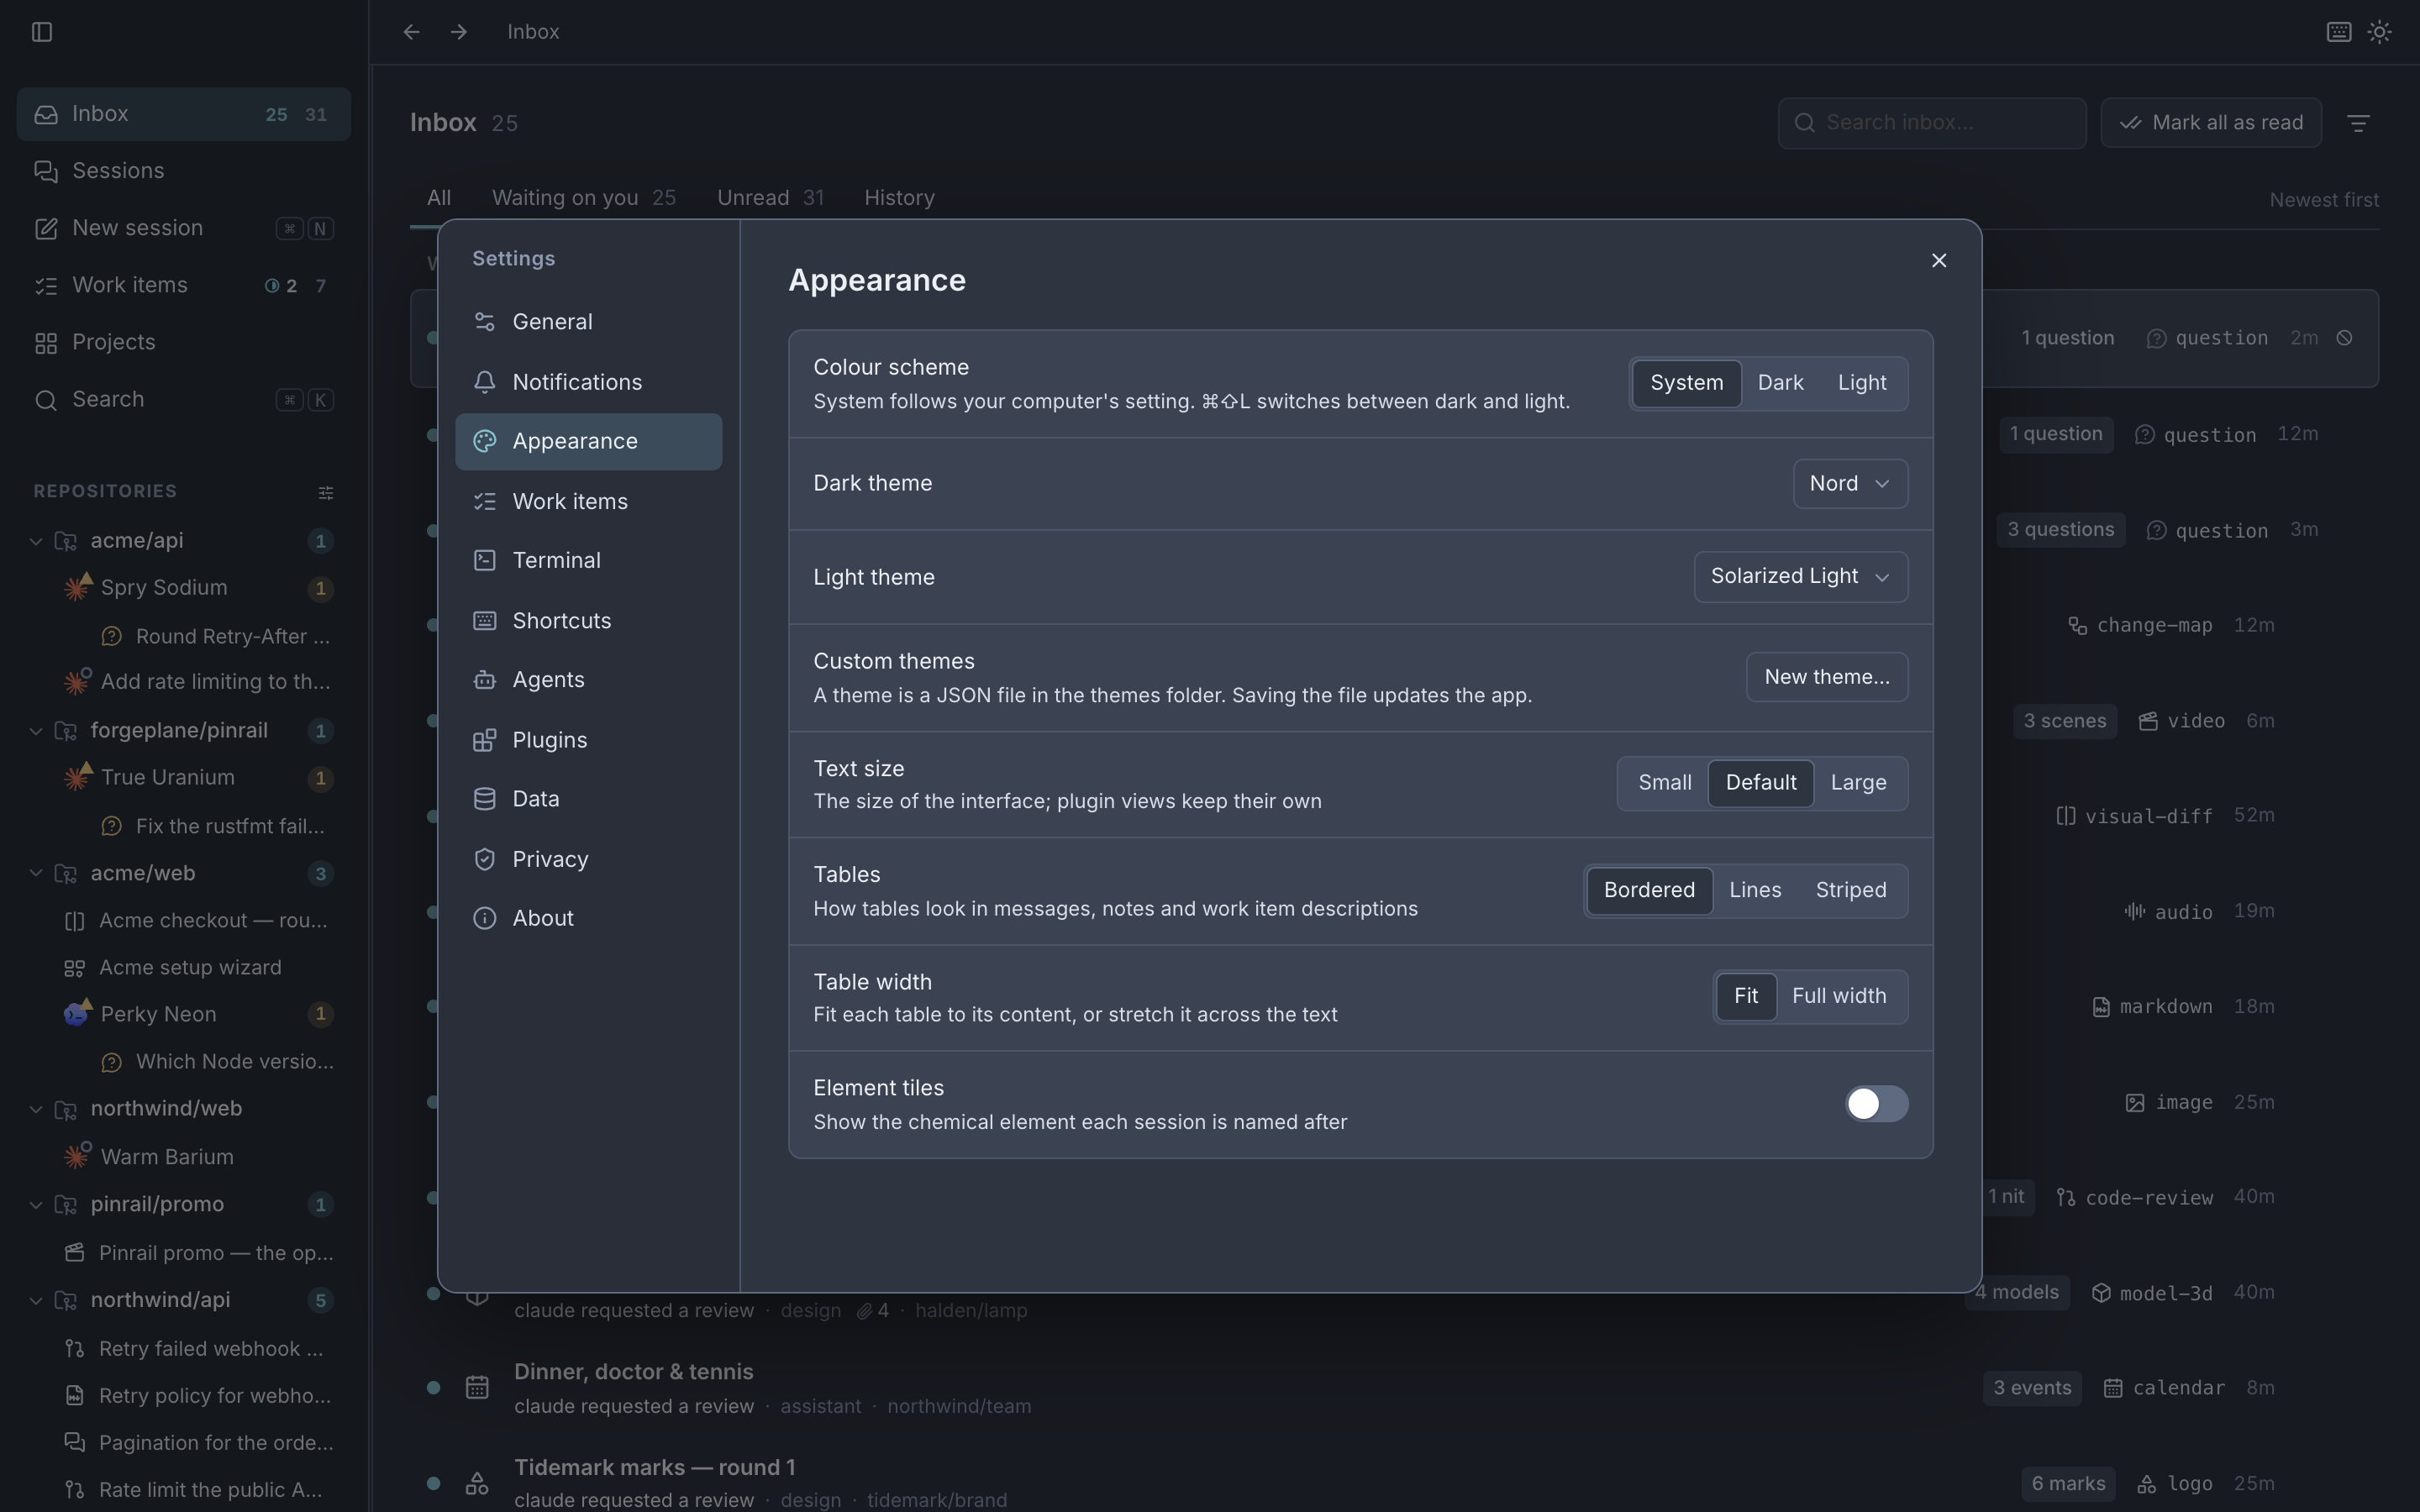 Inbox 25 31
Sessions
New session ⌘ N
Work items 2 7
Projects
Search ⌘ K
REPOSITORIES
acme/api 1
Spry Sodium 1
Round Retry-After ...
Add rate limiting to th...
forgeplane/pinrail 1
True Uranium 1
Fix the rustfmt fail...
acme/web 3
Acme checkout — rou...
Acme setup wizard
Perky Neon 1
Which Node versio...
northwind/web
Warm Barium
pinrail/promo 1
Pinrail promo — the op...
northwind/api 5
Retry failed webhook ...
Retry policy for webho...
Pagination for the orde...
Rate limit the public A...
Inbox
Inbox 25
Search inbox...
Mark all as read
All
Waiting on you 25
Unread 31
History
Newest first
Settings
General
Notifications
Appearance
Work items
Terminal
Shortcuts
Agents
Plugins
Data
Privacy
About
Appearance
Colour scheme
System follows your computer's setting. ⌘⇧L switches between dark and light.
System Dark Light
Dark theme
Nord
Light theme
Solarized Light
Custom themes
A theme is a JSON file in the themes folder. Saving the file updates the app.
New theme...
Text size
The size of the interface; plugin views keep their own
Small Default Large
Tables
How tables look in messages, notes and work item descriptions
Bordered Lines Striped
Table width
Fit each table to its content, or stretch it across the text
Fit Full width
Element tiles
Show the chemical element each session is named after
1 question question 2m
1 question question 12m
3 questions question 3m
change-map 12m
3 scenes video 6m
visual-diff 52m
audio 19m
markdown 18m
image 25m
1 nit code-review 40m
4 models model-3d 40m
claude requested a review · design 4 · halden/lamp
Dinner, doctor & tennis
claude requested a review · assistant · northwind/team
3 events calendar 8m
Tidemark marks — round 1
claude requested a review · design · tidemark/brand
6 marks logo 25m